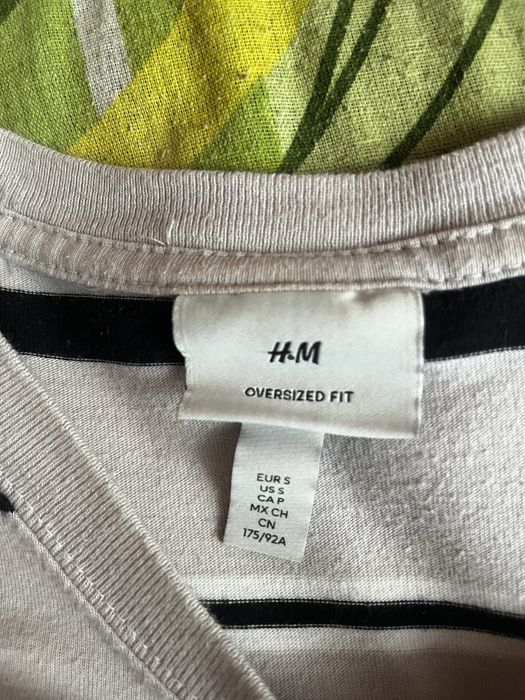 H&M
OVERSIZED FIT
EUR S
US S
CA P
MX CH
CN
175/92A